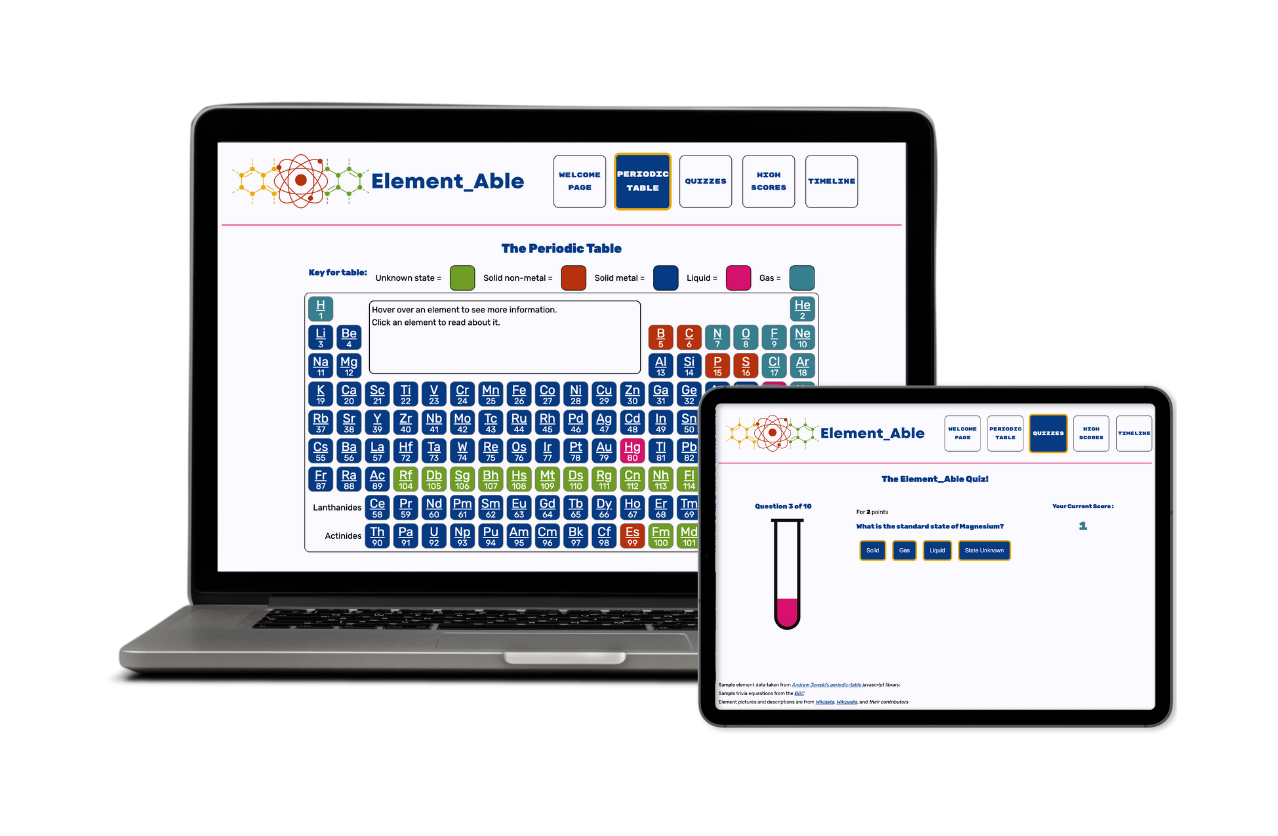 Element_Able
WELCOME
PAGE
PERIODIC
TABLE
QUIZZES
HIGH
SCORES
TIMELINE
The Periodic Table
Key for table:
Unknown state =
Solid non-metal =
Solid metal =
Liquid =
Gas =
Hover over an element to see more information.
Click an element to read about it.
H He
1 2
Li Be B C N O F Ne
3 4 5 6 7 8 9 10
Na Mg Al Si P S Cl Ar
11 12 13 14 15 16 17 18
K Ca Sc Ti V Cr Mn Fe Co Ni Cu Zn Ga Ge
19 20 21 22 23 24 25 26 27 28 29 30 31 32
Rb Sr Y Zr Nb Mo Tc Ru Rh Pd Ag Cd In Sn
37 38 39 40 41 42 43 44 45 46 47 48 49 50
Cs Ba La Hf Ta W Re Os Ir Pt Au Hg Tl Pb
55 56 57 72 73 74 75 76 77 78 79 80 81 82
Fr Ra Ac Rf Db Sg Bh Hs Mt Ds Rg Cn Nh Fl
87 88 89 104 105 106 107 108 109 110 111 112 113 114
Lanthanides Ce Pr Nd Pm Sm Eu Gd Tb Dy Ho Er Tm
58 59 60 61 62 63 64 65 66 67 68 69
Actinides Th Pa U Np Pu Am Cm Bk Cf Es Fm Md
90 91 92 93 94 95 96 97 98 99 100 101
Element_Able
WELCOME
PAGE
PERIODIC
TABLE
QUIZZES
HIGH
SCORES
TIMELINE
The Element_Able Quiz!
Question 3 of 10
For 2 points
What is the standard state of Magnesium?
Solid
Gas
Liquid
State Unknown
Your Current Score :
1
Sample element data taken from periodic-table javascript library.
Sample trivia equestions from the BBC
Element pictures and descriptions are from Wikidata, Wikipedia, and their contributors